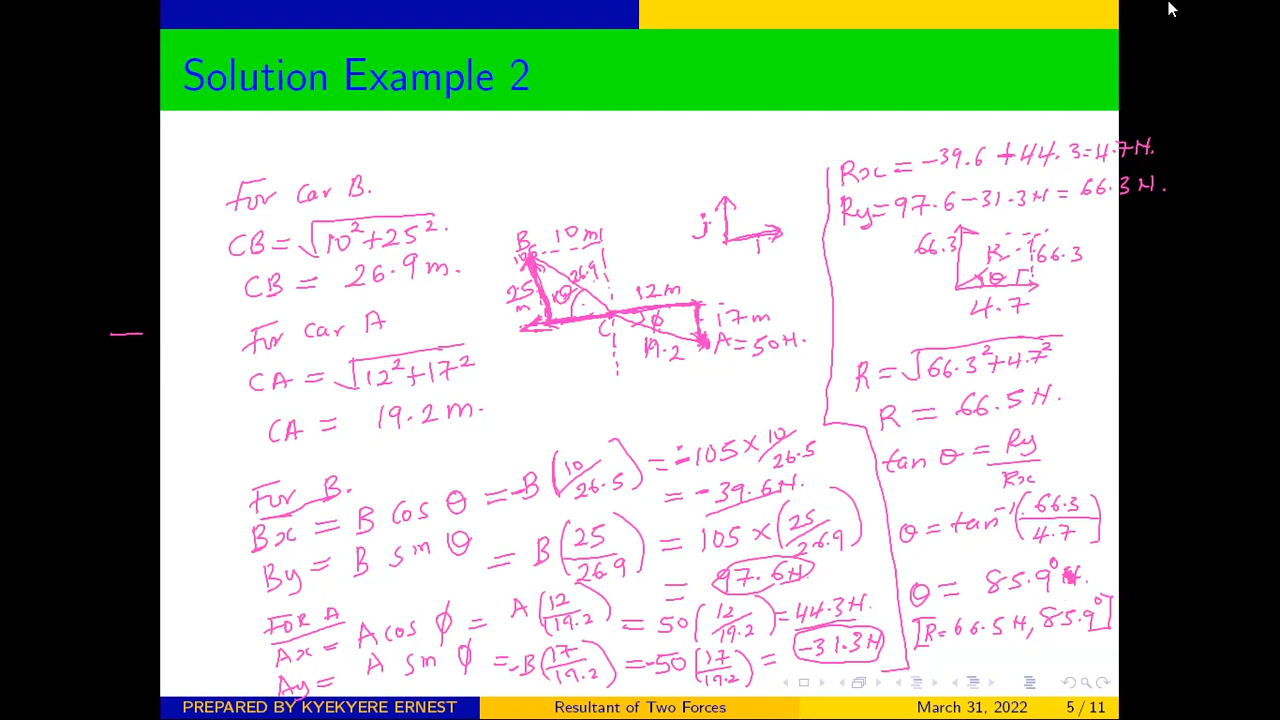 Solution Example 2
For car B.
CB = √10²+25².
CB = 26.9 m.
For car A
CA = √12²+17²
CA = 19.2 m.
B
10 m
26.9
25
m
θ
C
12 m
φ
19.2
17 m
A = 50N.
j
i
For B.
Bx = B cos θ = -B (10/26.5) = -105 × 10/26.5
= -39.6N.
By = B sin θ = B (25/26.9) = 105 × (25/26.9)
= 97.6N
FOR A
Ax = A cos φ = A (12/19.2) = 50 (12/19.2) = 44.3N.
Ay = A sin φ = -B (17/19.2) = -50 (17/19.2) = -31.3N
Rx = -39.6 + 44.3 = 4.7N.
Ry = 97.6 - 31.3N = 66.3N.
66.3
R
66.3
θ
4.7
R = √66.3²+4.7²
R = 66.5N.
tan θ = Ry/Rx
θ = tan⁻¹(66.3/4.7)
θ = 85.9°
[R = 66.5N, 85.9°]
PREPARED BY KYEKYERE ERNEST
Resultant of Two Forces
March 31, 2022
5 / 11